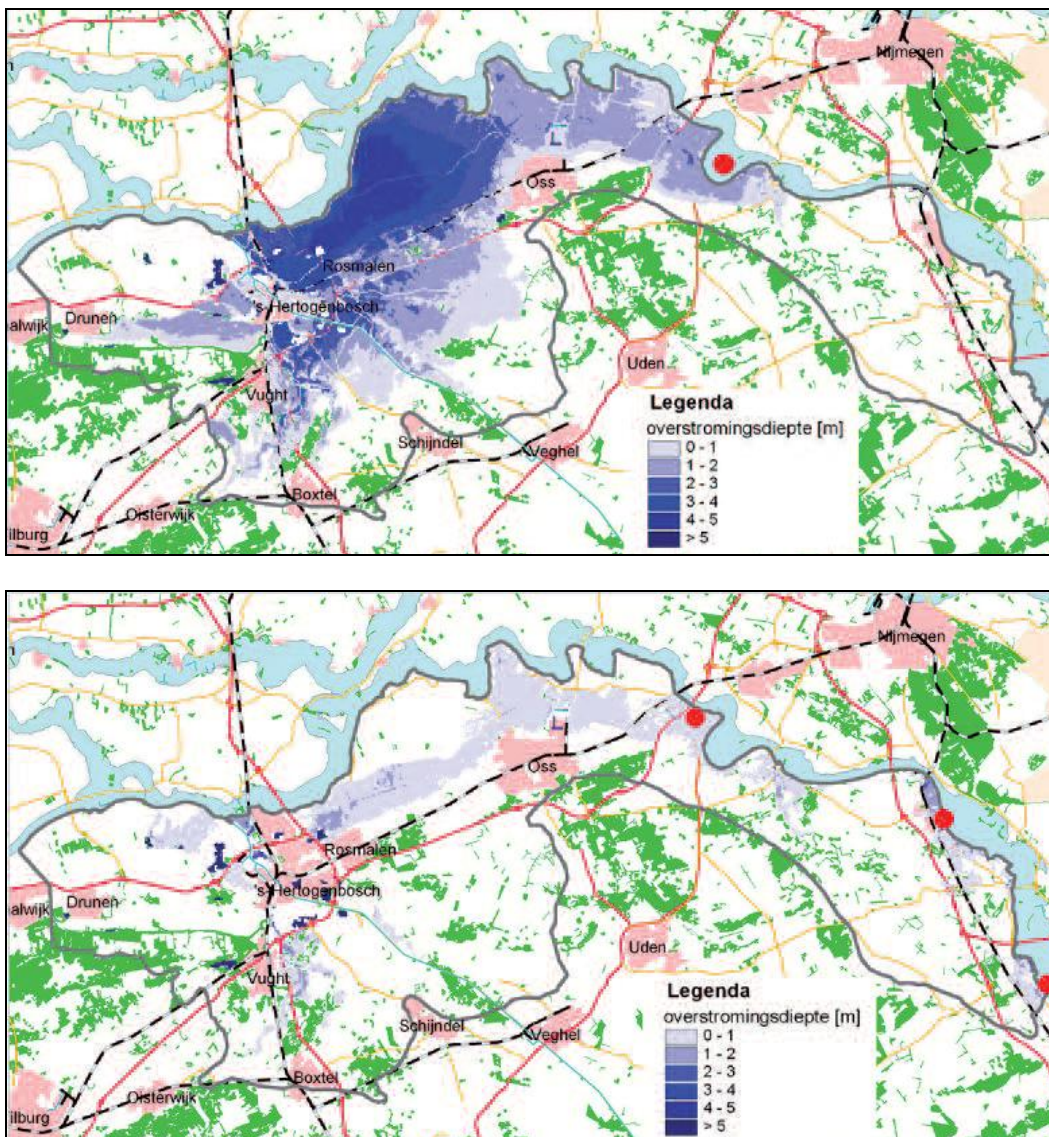 Nijmegen
Oss
Rosmalen
's-Hertogenbosch
alwijk
Drunen
Uden
Vught
Legenda
overstromingsdiepte [m]
0 - 1
1 - 2
2 - 3
3 - 4
4 - 5
> 5
Schijndel
Veghel
Boxtel
Oisterwijk
ilburg
Nijmegen
Oss
Rosmalen
's-Hertogenbosch
alwijk
Drunen
Uden
Vught
Legenda
overstromingsdiepte [m]
0 - 1
1 - 2
2 - 3
3 - 4
4 - 5
> 5
Schijndel
Veghel
Boxtel
Oisterwijk
ilburg